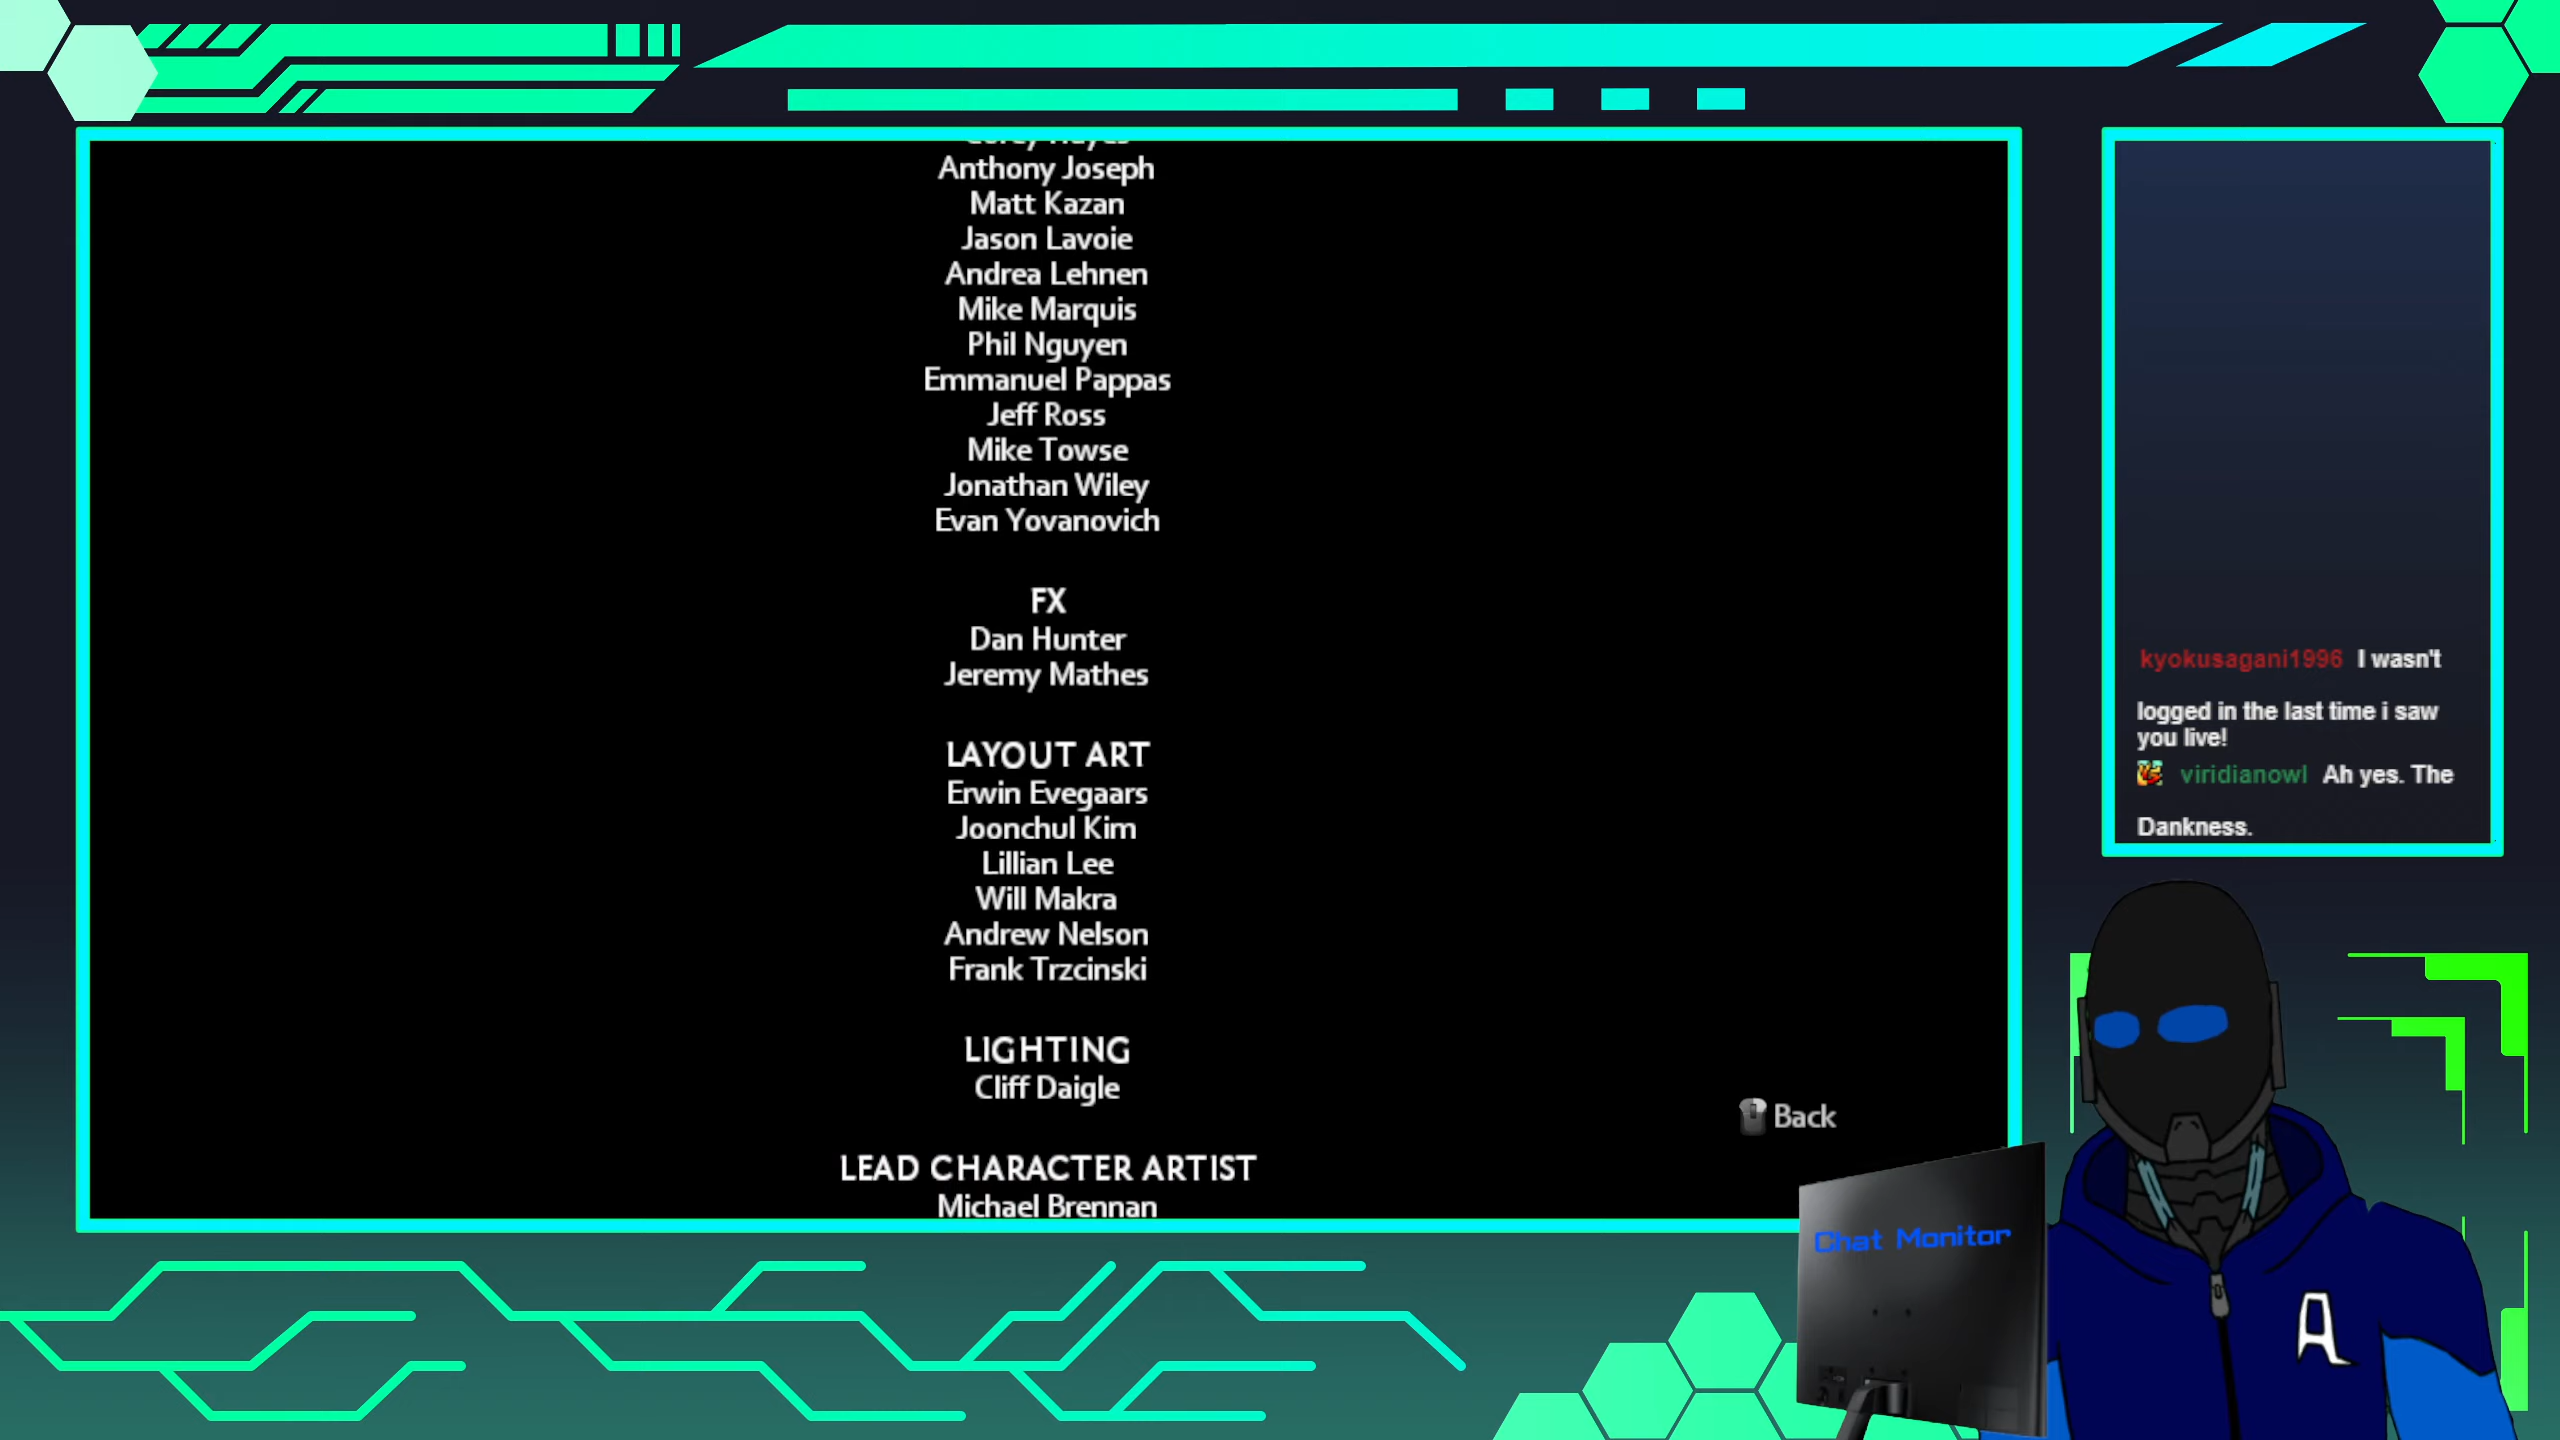 Anthony Joseph
Matt Kazan
Jason Lavoie
Andrea Lehnen
Mike Marquis
Phil Nguyen
Emmanuel Pappas
Jeff Ross
Mike Towse
Jonathan Wiley
Evan Yovanovich
FX
Dan Hunter
Jeremy Mathes
LAYOUT ART
Erwin Evegaars
Joonchul Kim
Lillian Lee
Will Makra
Andrew Nelson
Frank Trzcinski
LIGHTING
Cliff Daigle
LEAD CHARACTER ARTIST
Michael Brennan
Back
kyokusagani1996 I wasn't
logged in the last time i saw
you live!
viridianowl Ah yes. The
Dankness.
Chat Monitor
A